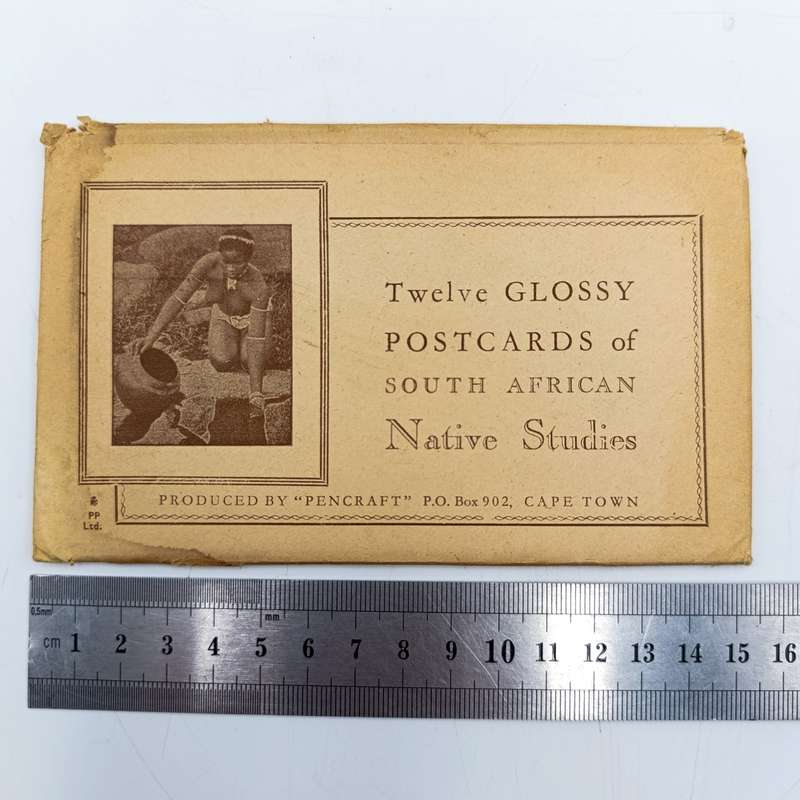 Twelve GLOSSY
POSTCARDS of
SOUTH AFRICAN
Native Studies
PRODUCED BY "PENCRAFT" P.O. Box 902, CAPE TOWN
PP
Ltd.
0,5mm
mm
cm 1 2 3 4 5 6 7 8 9 10 11 12 13 14 15 16